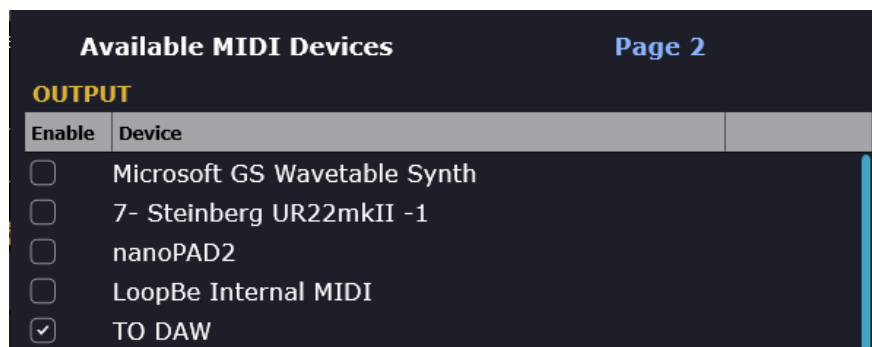 Available MIDI Devices Page 2
OUTPUT
Enable Device
Microsoft GS Wavetable Synth
7- Steinberg UR22mkII -1
nanoPAD2
LoopBe Internal MIDI
TO DAW